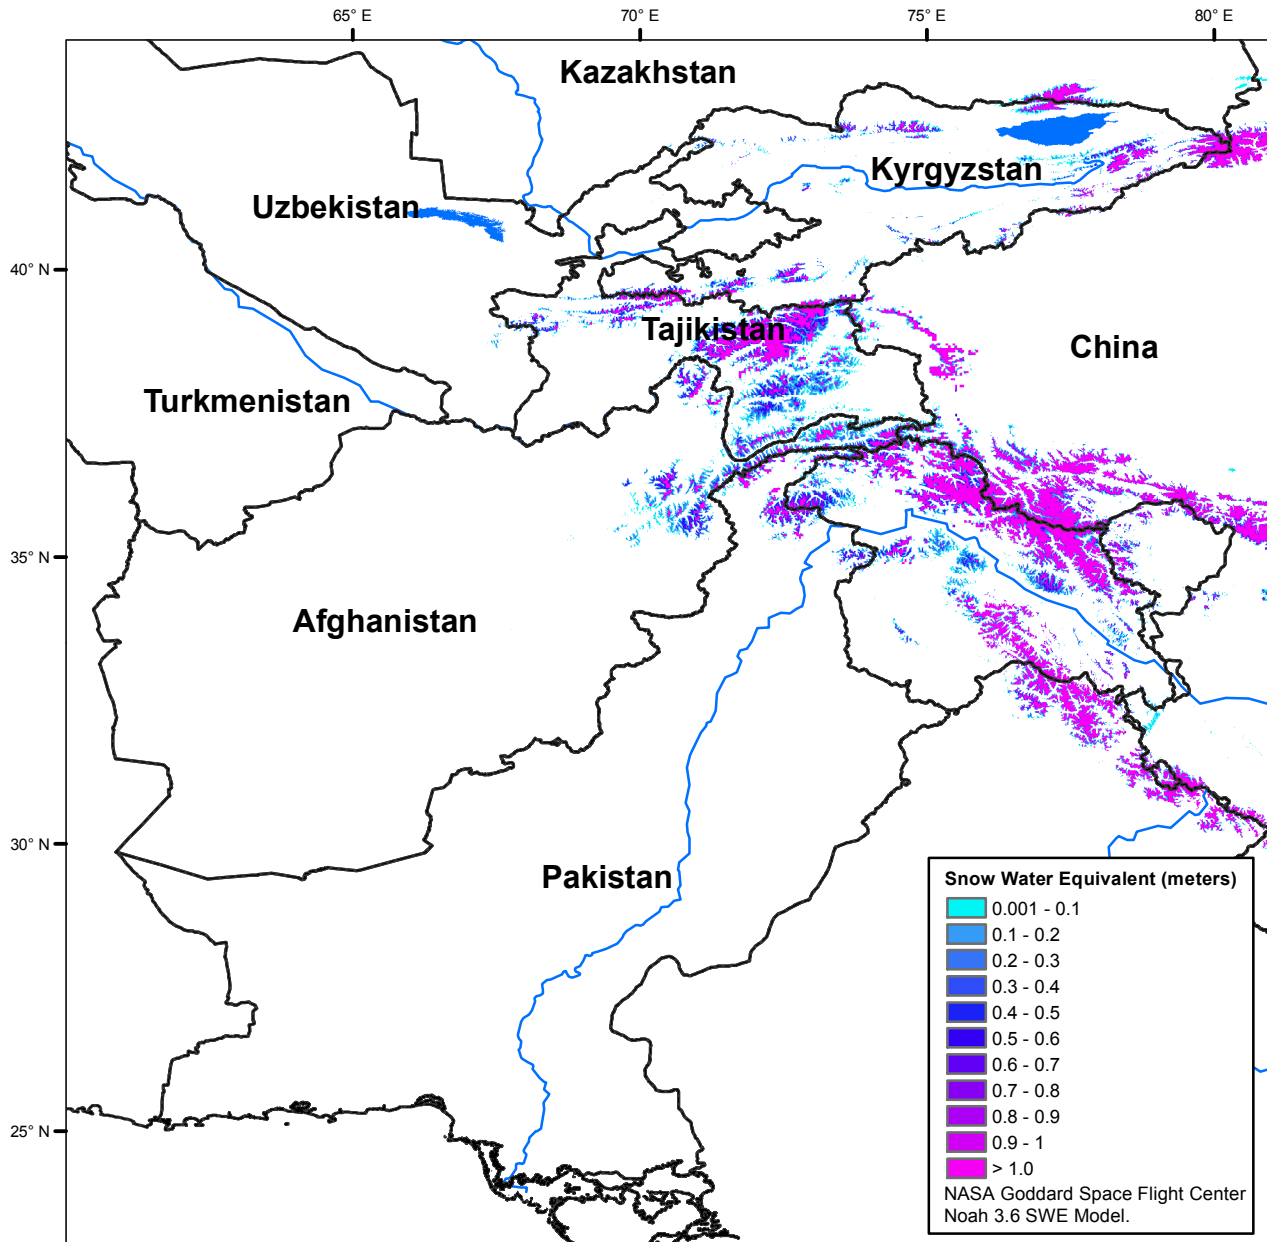 65° E
70° E
75° E
80° E
Kazakhstan
Kyrgyzstan
Uzbekistan
40° N
Tajikistan
China
Turkmenistan
35° N
Afghanistan
30° N
Pakistan
Snow Water Equivalent (meters)
0.001 - 0.1
0.1 - 0.2
0.2 - 0.3
0.3 - 0.4
0.4 - 0.5
0.5 - 0.6
0.6 - 0.7
0.7 - 0.8
0.8 - 0.9
0.9 - 1
> 1.0
NASA Goddard Space Flight Center
Noah 3.6 SWE Model.
25° N